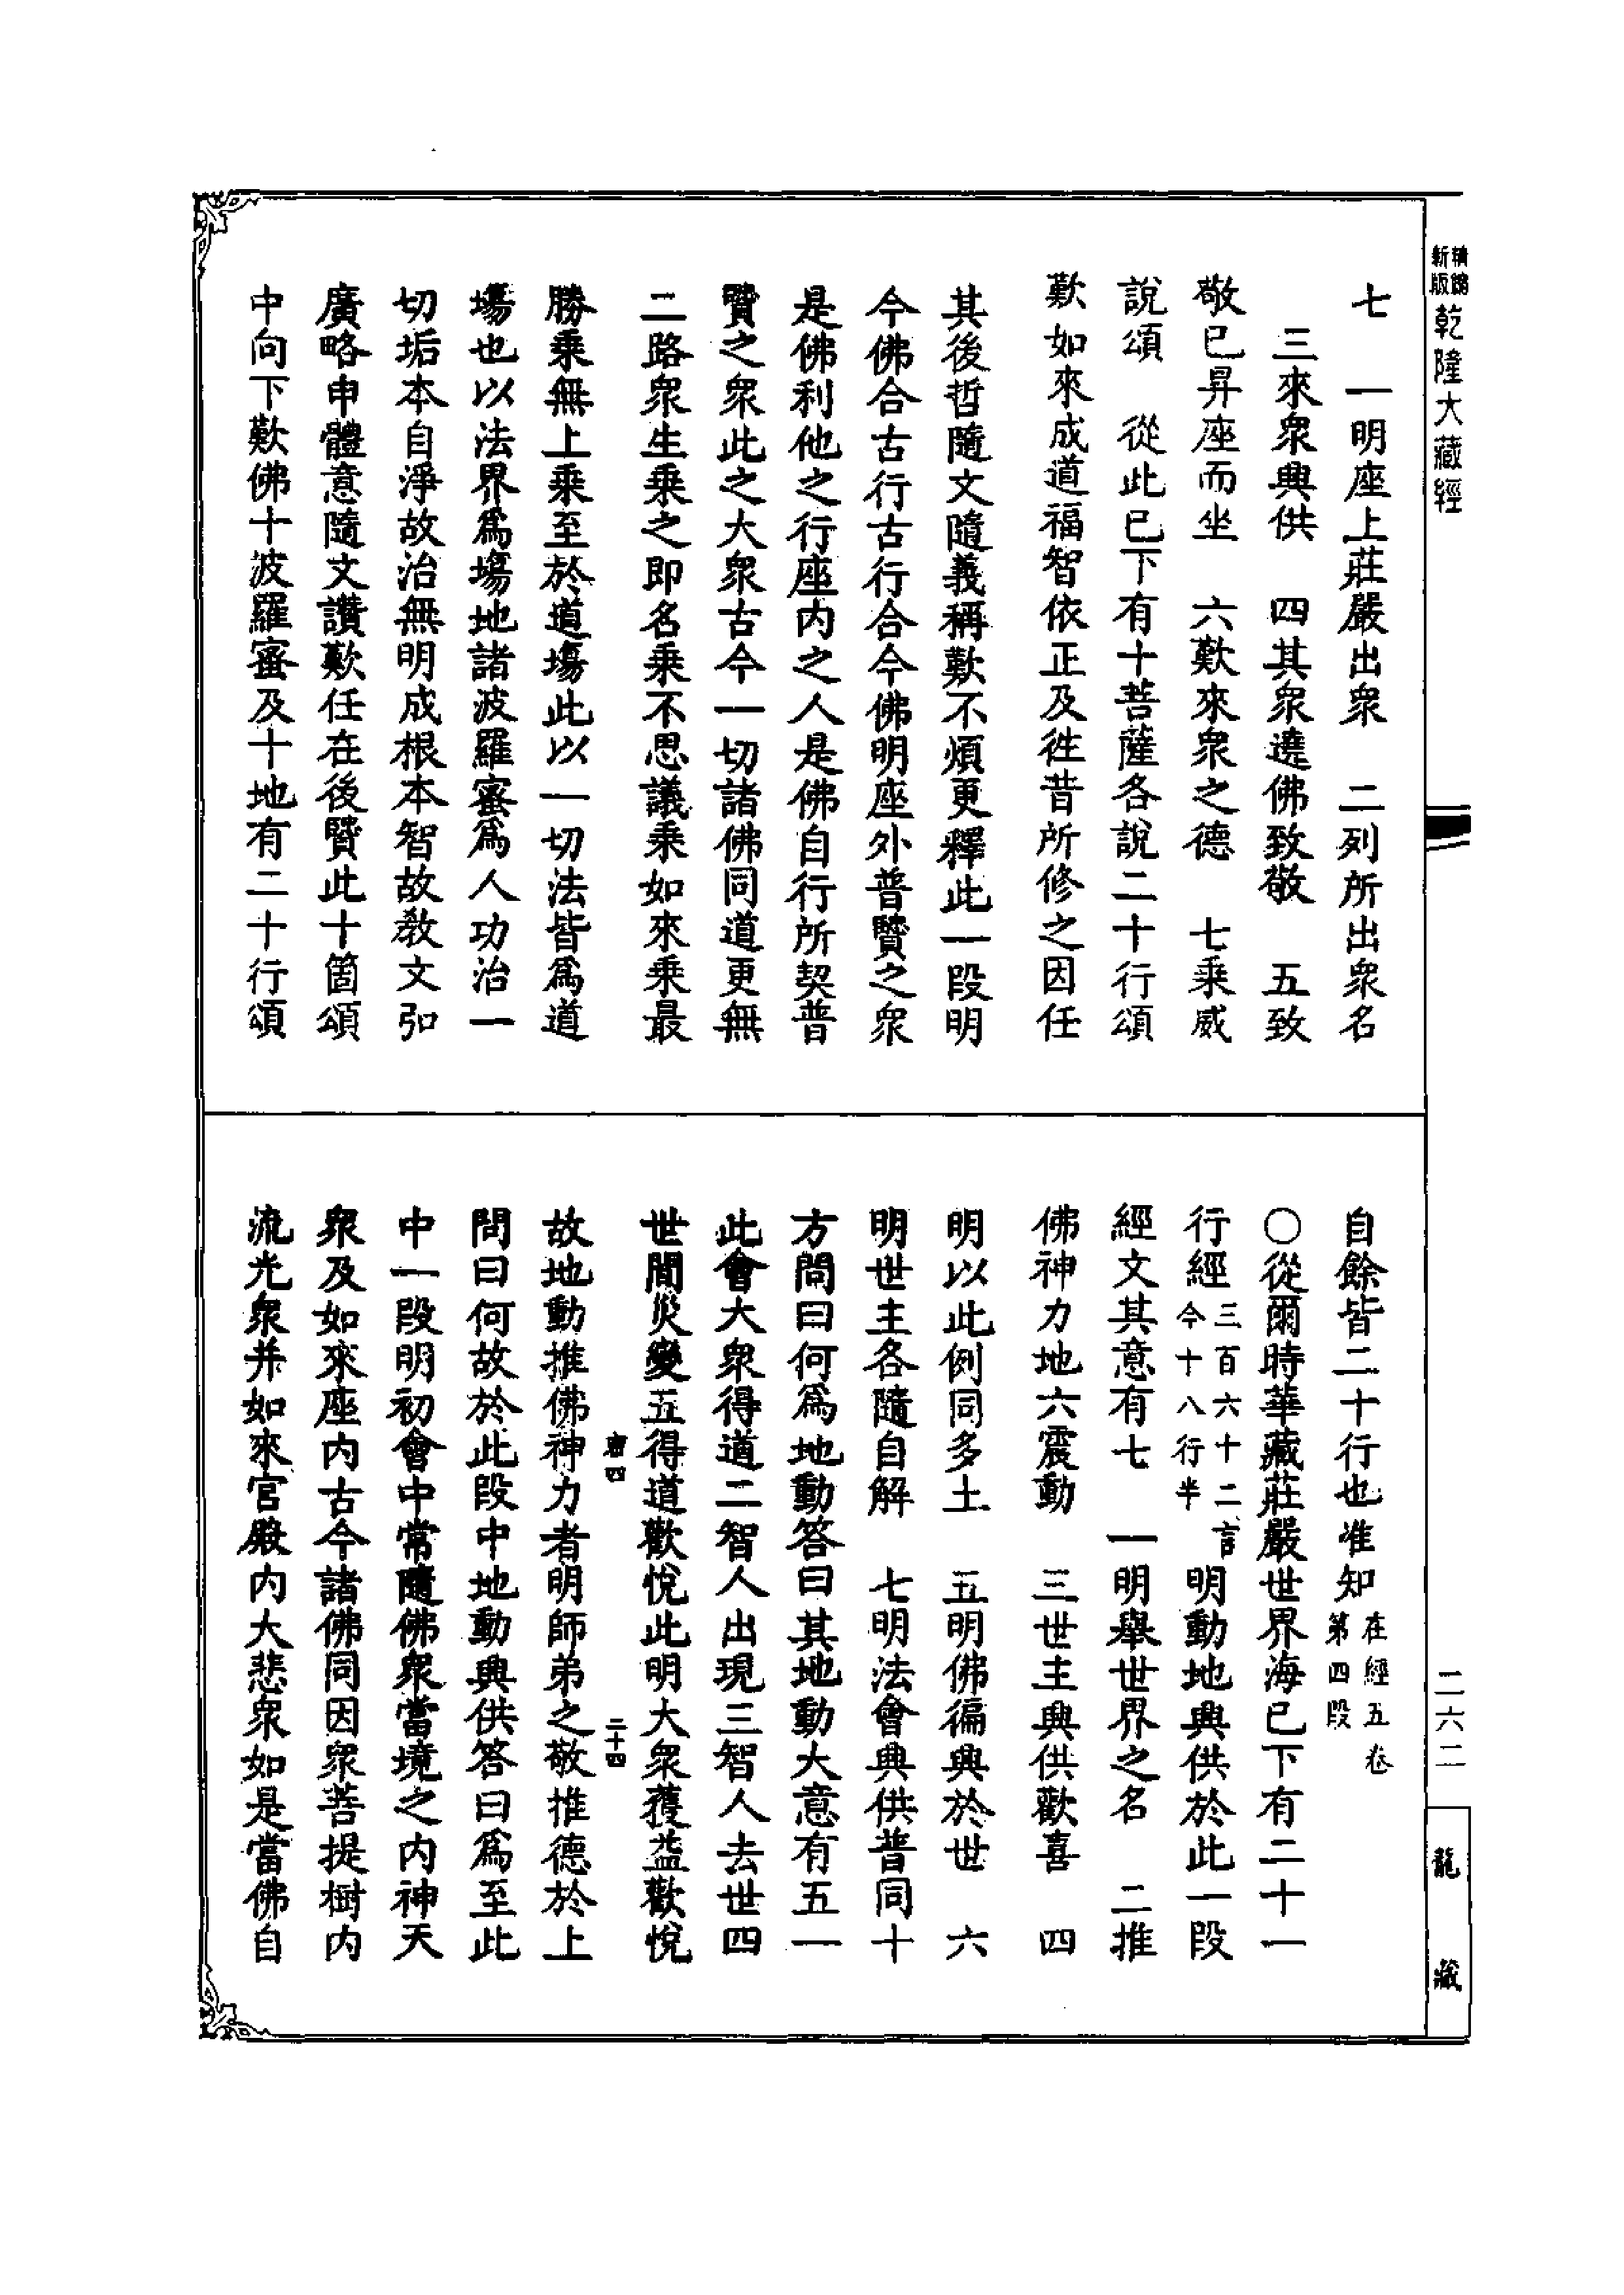 新版
精鐫
乾隆大藏經
七　一明座上莊嚴出衆　二列所出衆名
三來衆興供　四其衆遶佛致敬　五致
敬已昇座而坐　六歎來衆之德　七乘威
說頌　從此已下有十菩薩各說二十行頌
歎如來成道福智依正及徃昔所修之因任
其後哲隨文隨義稱歎不煩更釋此一段明
今佛合古行古行合今佛明座外普贊之衆
是佛利他之行座內之人是佛自行所契普
贊之衆此之大衆古今一切諸佛同道更無
二路衆生乘之即名乘不思議乘如來乘最
勝乘無上乘至於道場此以一切法皆爲道
場也以法界爲場地諸波羅蜜爲人功治一
切垢本自淨故治無明成根本智故教文弘
廣略申體意隨文讚歎任在後賢此十箇頌
中向下歎佛十波羅蜜及十地有二十行頌
自餘皆二十行也准知在經五卷第四段
○從爾時華藏莊嚴世界海已下有二十一
行經三百六十二言今十八行半明動地興供於此一段
經文其意有七　一明舉世界之名　二推
佛神力地六震動　三世主興供歡喜　四
明以此例同多土　五明佛徧興於世　六
明世主各隨自解　七明法會興供普同十
方問曰何爲地動答曰其地動大意有五一
此會大衆得道二智人出現三智人去世四
世間災變五得道歡悅此明大衆獲益歡悅
故地動推佛神力者明師弟之敬推德於上
問曰何故於此段中地動興供答曰爲至此
中一段明初會中常隨佛衆當境之內神天
衆及如來座內古今諸佛同因衆菩提樹內
流光衆并如來宮殿內大悲衆如是當佛自
二十四
二六二
龍藏